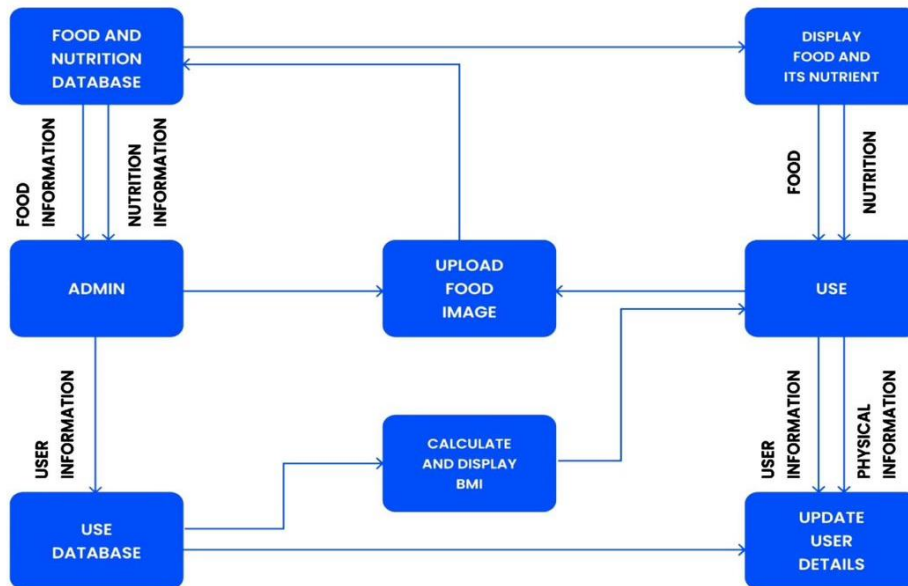 FOOD AND
NUTRITION
DATABASE
DISPLAY
FOOD AND
ITS NUTRIENT
FOOD
INFORMATION
NUTRITION
INFORMATION
FOOD
NUTRITION
ADMIN
UPLOAD
FOOD
IMAGE
USE
USER
INFORMATION
CALCULATE
AND DISPLAY
BMI
USER
INFORMATION
PHYSICAL
INFORMATION
USE
DATABASE
UPDATE
USER
DETAILS